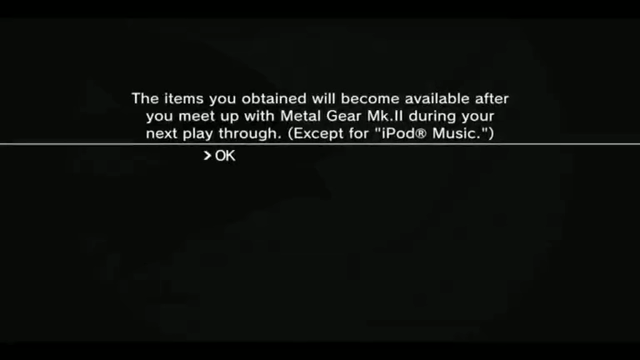 The items you obtained will become available after
you meet up with Metal Gear Mk.II during your
next play through. (Except for "iPod® Music.")
> OK